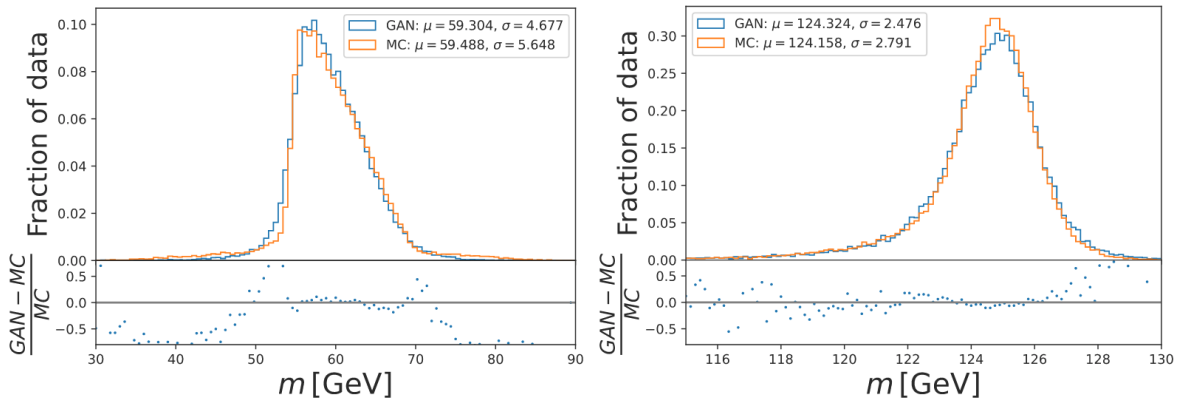 GAN: μ = 59.304, σ = 4.677
MC: μ = 59.488, σ = 5.648
Fraction of data
0.10
0.08
0.06
0.04
0.02
0.00
GAN − MC
MC
0.5
0.0
−0.5
30 40 50 60 70 80 90
m [GeV]
GAN: μ = 124.324, σ = 2.476
MC: μ = 124.158, σ = 2.791
Fraction of data
0.30
0.25
0.20
0.15
0.10
0.05
0.00
GAN − MC
MC
0.5
0.0
−0.5
116 118 120 122 124 126 128 130
m [GeV]